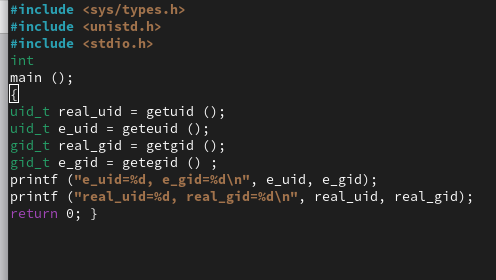 #include <sys/types.h>
#include <unistd.h>
#include <stdio.h>
int
main ();
{
uid_t real_uid = getuid ();
uid_t e_uid = geteuid ();
gid_t real_gid = getgid ();
gid_t e_gid = getegid () ;
printf ("e_uid=%d, e_gid=%d\n", e_uid, e_gid);
printf ("real_uid=%d, real_gid=%d\n", real_uid, real_gid);
return 0; }